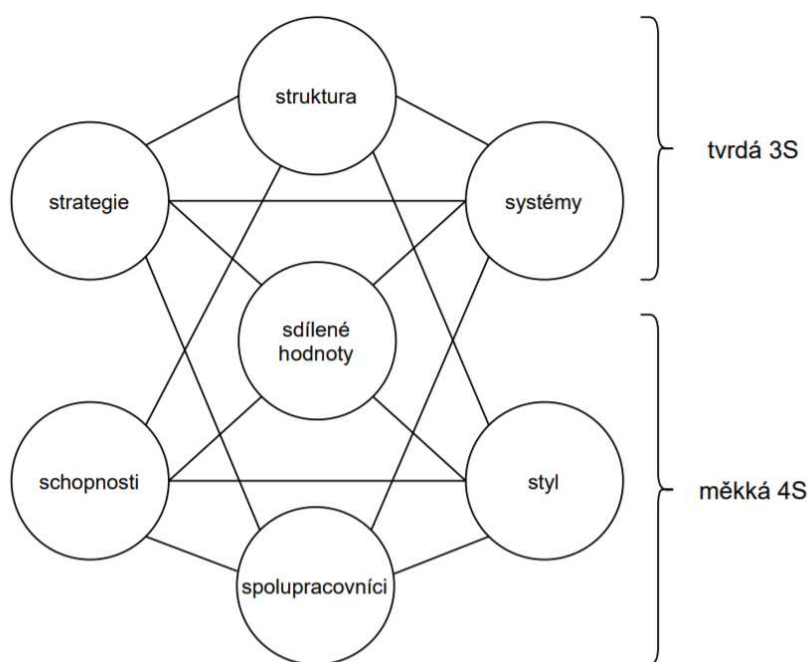 struktura
tvrdá 3S
strategie
systémy
sdílené
hodnoty
schopnosti
styl
měkká 4S
spolupracovníci